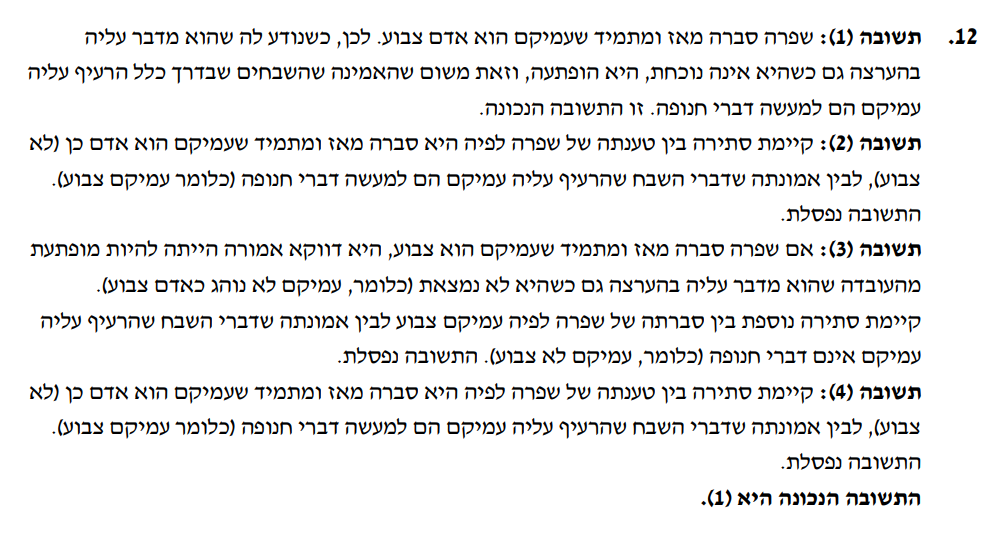 12. תשובה (1): שפרה סברה מאז ומתמיד שעמיקם הוא אדם צבוע. לכן, כשנודע לה שהוא מדבר עליה
בהערצה גם כשהיא אינה נוכחת, היא הופתעה, וזאת משום שהאמינה שהשבחים שבדרך כלל הרעיף עליה
עמיקם הם למעשה דברי חנופה. זו התשובה הנכונה.
תשובה (2): קיימת סתירה בין טענתה של שפרה לפיה היא סברה מאז ומתמיד שעמיקם הוא אדם כן (לא
צבוע), לבין אמונתה שדברי השבח שהרעיף עליה עמיקם הם למעשה דברי חנופה (כלומר עמיקם צבוע).
התשובה נפסלת.
תשובה (3): אם שפרה סברה מאז ומתמיד שעמיקם הוא צבוע, היא דווקא אמורה הייתה להיות מופתעת
מהעובדה שהוא מדבר עליה בהערצה גם כשהיא לא נמצאת (כלומר, עמיקם לא נוהג כאדם צבוע).
קיימת סתירה נוספת בין סברתה של שפרה לפיה עמיקם צבוע לבין אמונתה שדברי השבח שהרעיף עליה
עמיקם אינם דברי חנופה (כלומר, עמיקם לא צבוע). התשובה נפסלת.
תשובה (4): קיימת סתירה בין טענתה של שפרה לפיה היא סברה מאז ומתמיד שעמיקם הוא אדם כן (לא
צבוע), לבין אמונתה שדברי השבח שהרעיף עליה עמיקם הם למעשה דברי חנופה (כלומר עמיקם צבוע).
התשובה נפסלת.
התשובה הנכונה היא (1).